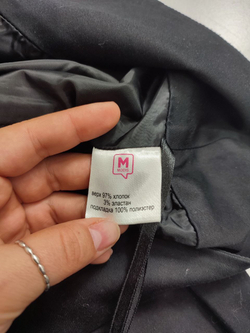 M
верх 97% хлопок
3% эластан
подкладка 100% полиэстер